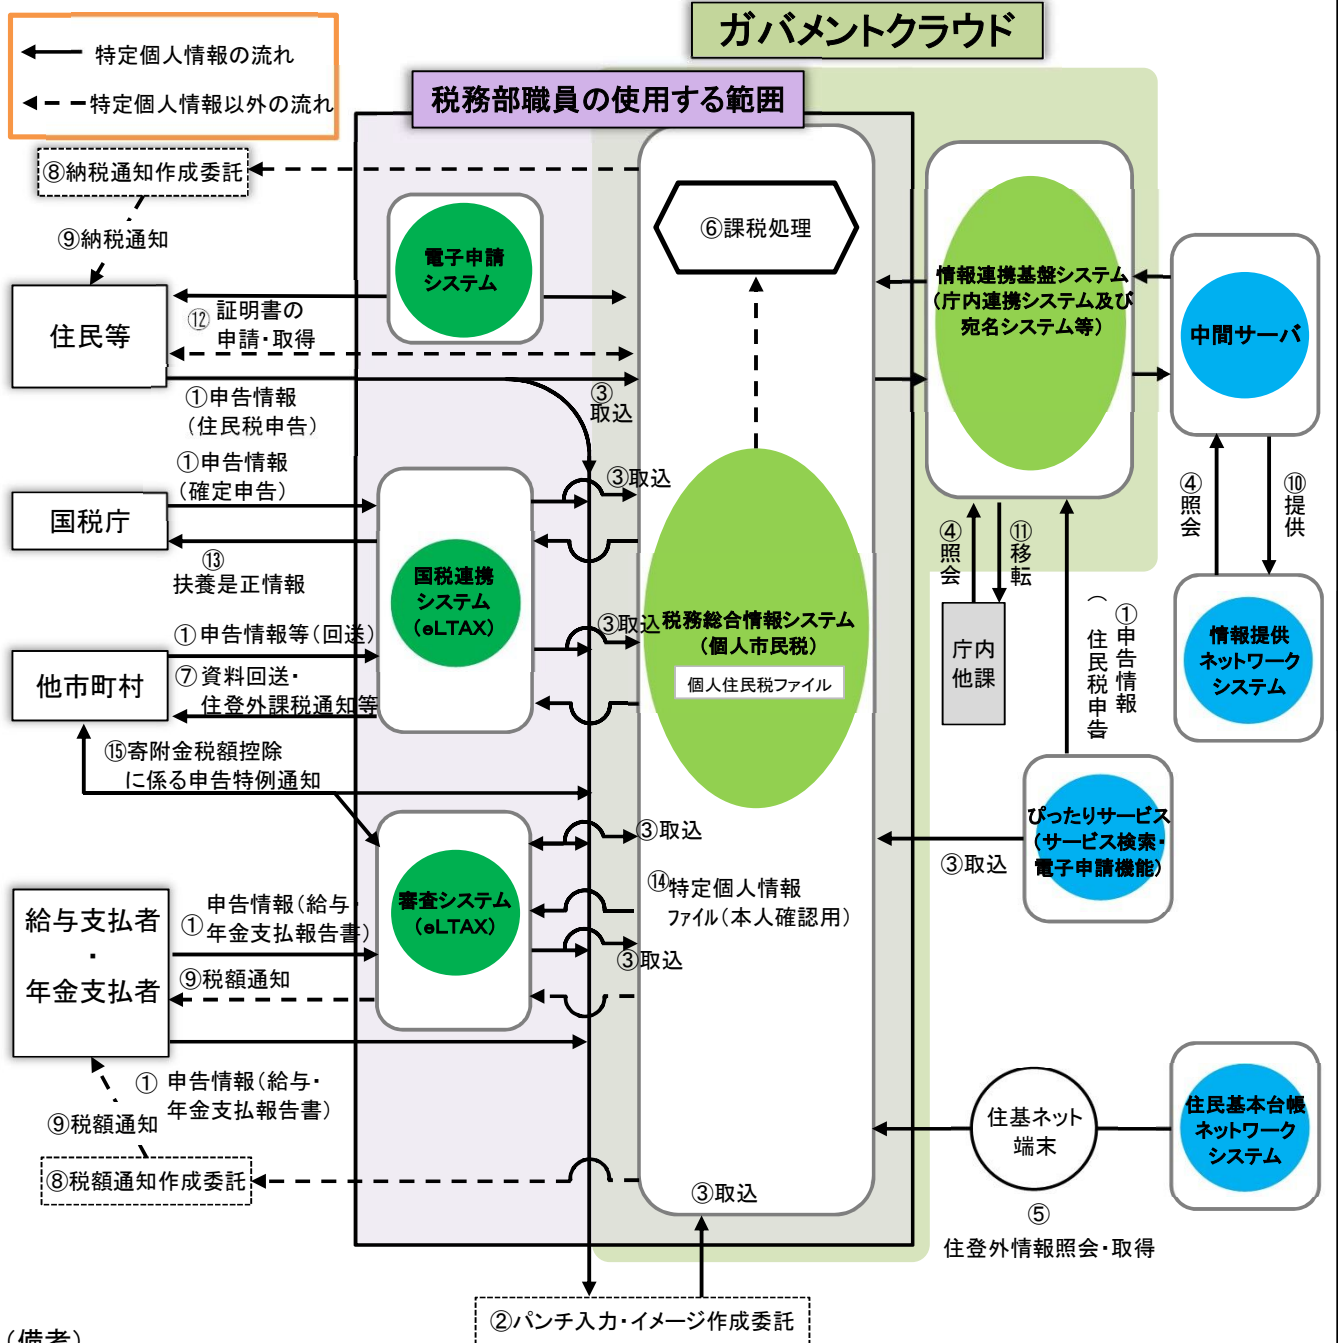 ガバメントクラウド
特定個人情報の流れ
特定個人情報以外の流れ
税務部職員の使用する範囲
⑧納税通知作成委託
⑨納税通知
住民等
電子申請
システム
⑥課税処理
情報連携基盤システム
(庁内連携システム及び
宛名システム等)
中間サーバ
⑫証明書の
申請・取得
①申告情報
(住民税申告)
③
取込
①申告情報
(確定申告)
国税庁
⑬
扶養是正情報
国税連携
システム
(eLTAX)
③取込
③取込
税務総合情報システム
(個人市民税)
個人住民税ファイル
④照会
⑪移転
庁内
他課
①申告情報
(住民税申告)
④照会
⑩提供
情報提供
ネットワーク
システム
①申告情報等(回送)
他市町村
⑦資料回送・
住登外課税通知等
⑮寄附金税額控除
に係る申告特例通知
③取込
ぴったりサービス
(サービス検索・
電子申請機能)
③取込
審査システム
(eLTAX)
⑭特定個人情報
ファイル(本人確認用)
③取込
給与支払者
・
年金支払者
申告情報(給与・
①年金支払報告書)
⑨税額通知
① 申告情報(給与・
年金支払報告書)
⑨税額通知
⑧税額通知作成委託
③取込
住基ネット
端末
⑤
住登外情報照会・取得
住民基本台帳
ネットワーク
システム
②パンチ入力・イメージ作成委託
(備考)